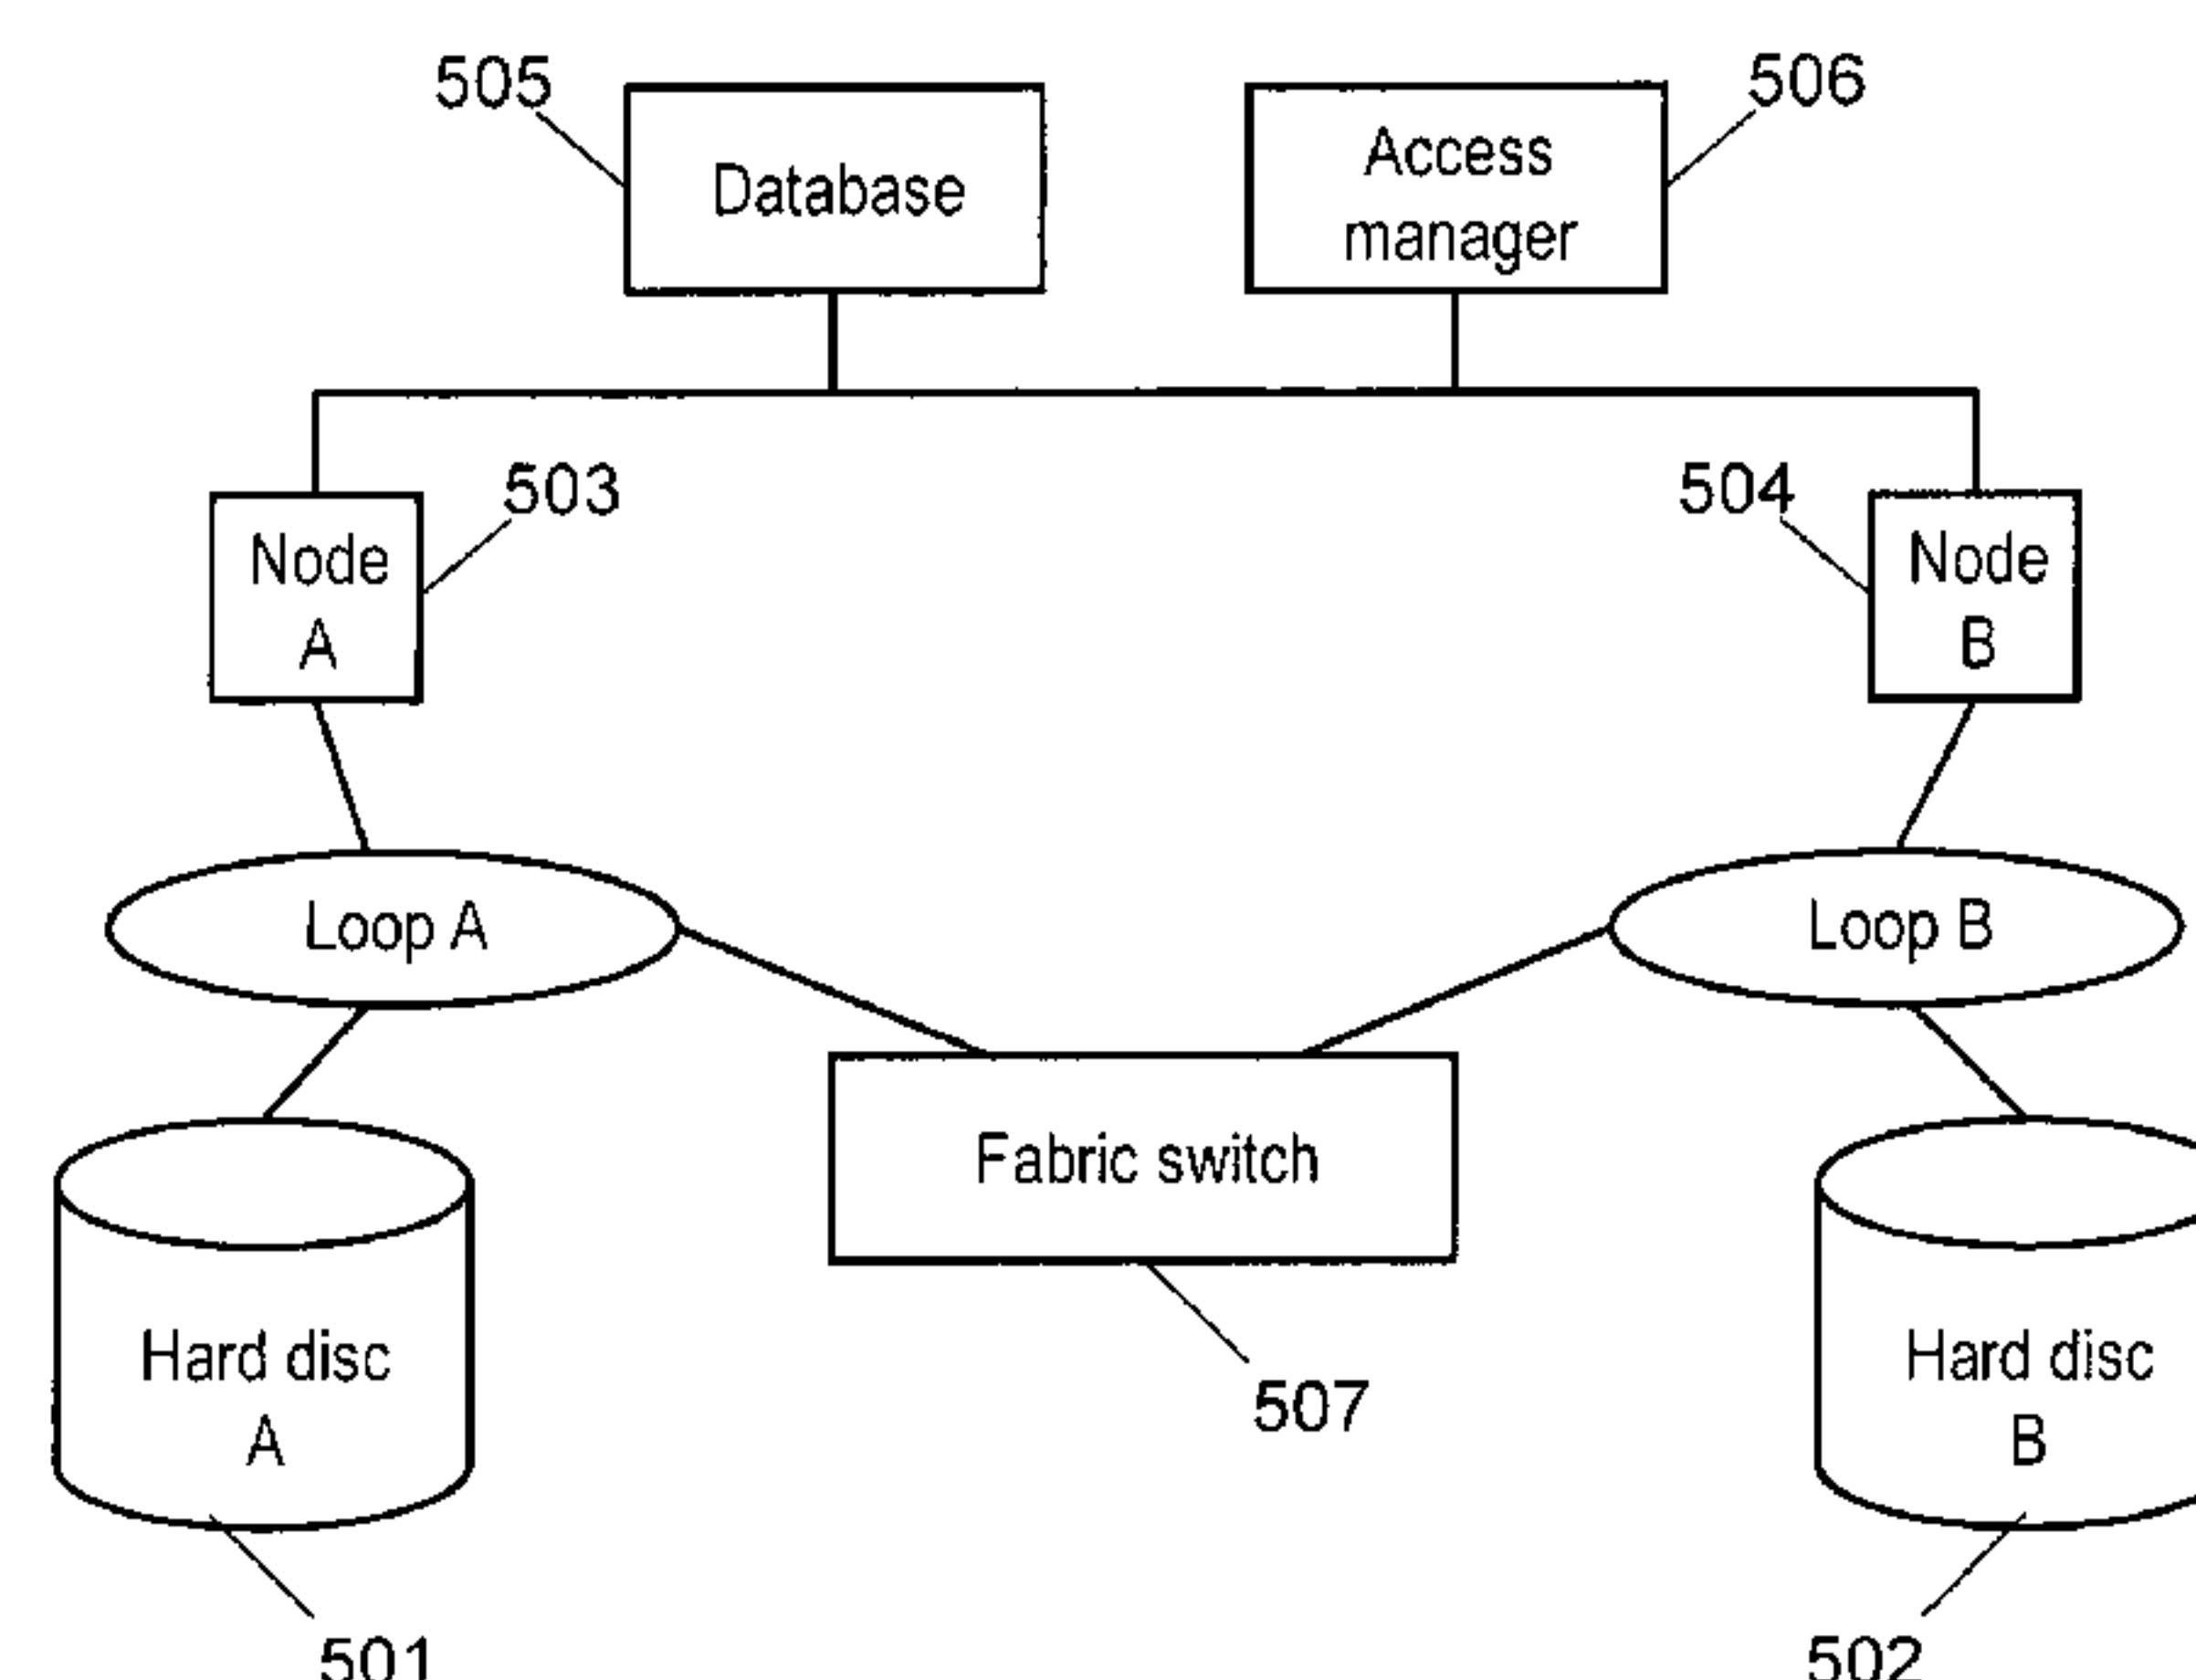 505
Database
Access
manager
506
Node
A
503
504
Node
B
Loop A
Loop B
Fabric switch
507
Hard disc
A
Hard disc
B
501
502